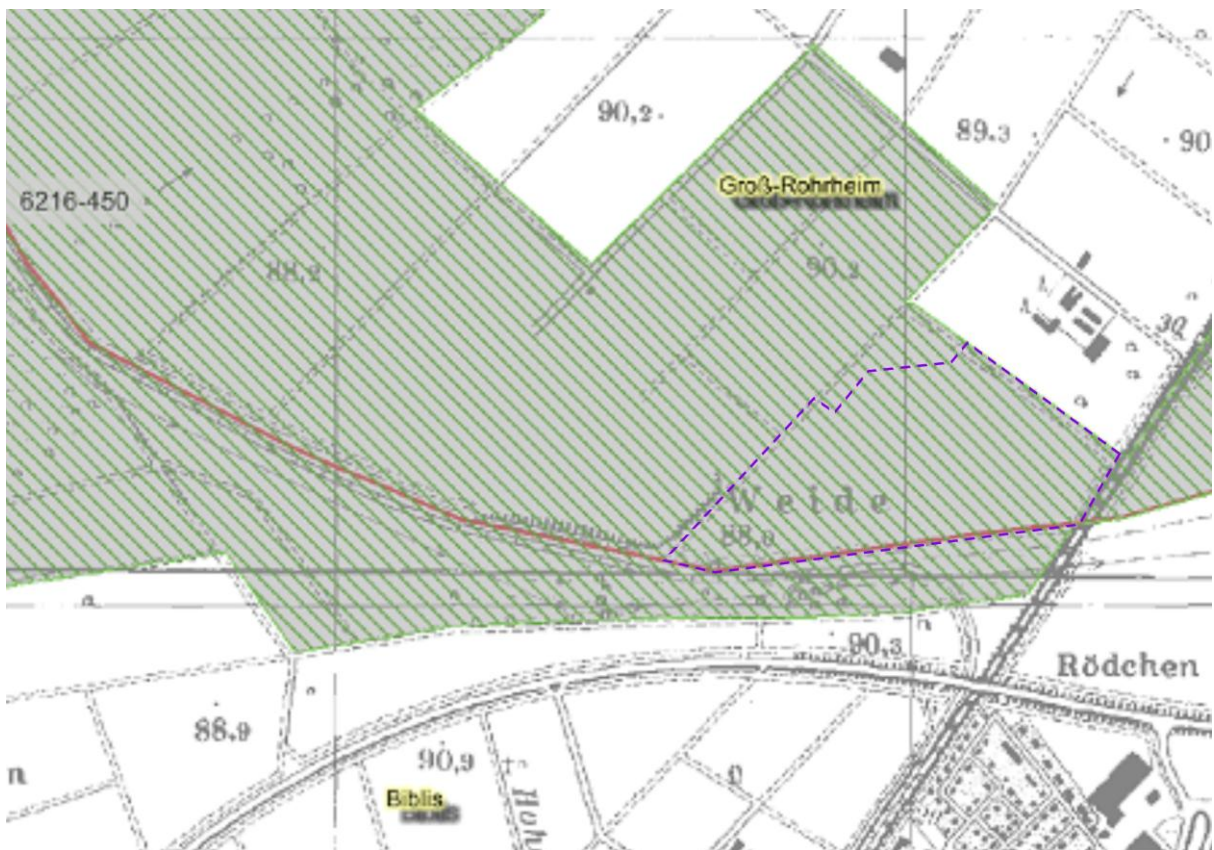 90,2
89.3
90
Groß-Rohrheim
6216-450
88,2
90.2
30
Weide
88,0
90,3
Rödchen
88.9
90,9
n
Biblis
Hohr